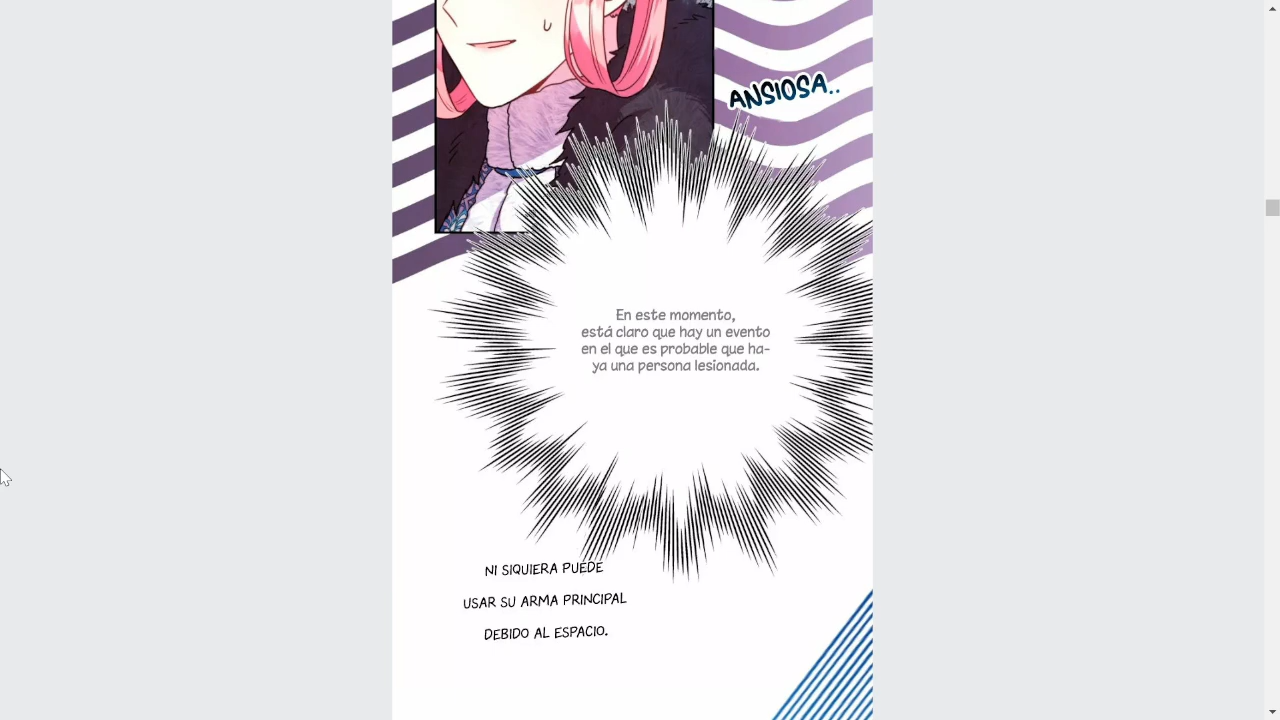 ANSIOSA..
En este momento,
está claro que hay un evento
en el que es probable que ha-
ya una persona lesionada.
NI SIQUIERA PUEDE
USAR SU ARMA PRINCIPAL
DEBIDO AL ESPACIO.